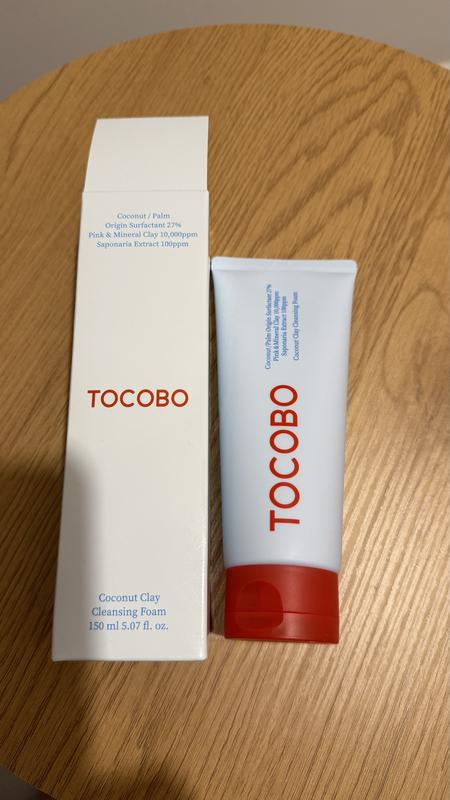 Coconut / Palm
Origin Surfactant 27%
Pink & Mineral Clay 10,000ppm
Saponaria Extract 100ppm
TOCOBO
Coconut Clay
Cleansing Foam
150 ml 5.07 fl. oz.
Coconut/Palm Origin Surfactant 27%
Pink & Mineral Clay 10,000ppm
Saponaria Extract 100ppm
Coconut Clay Cleansing Foam
TOCOBO